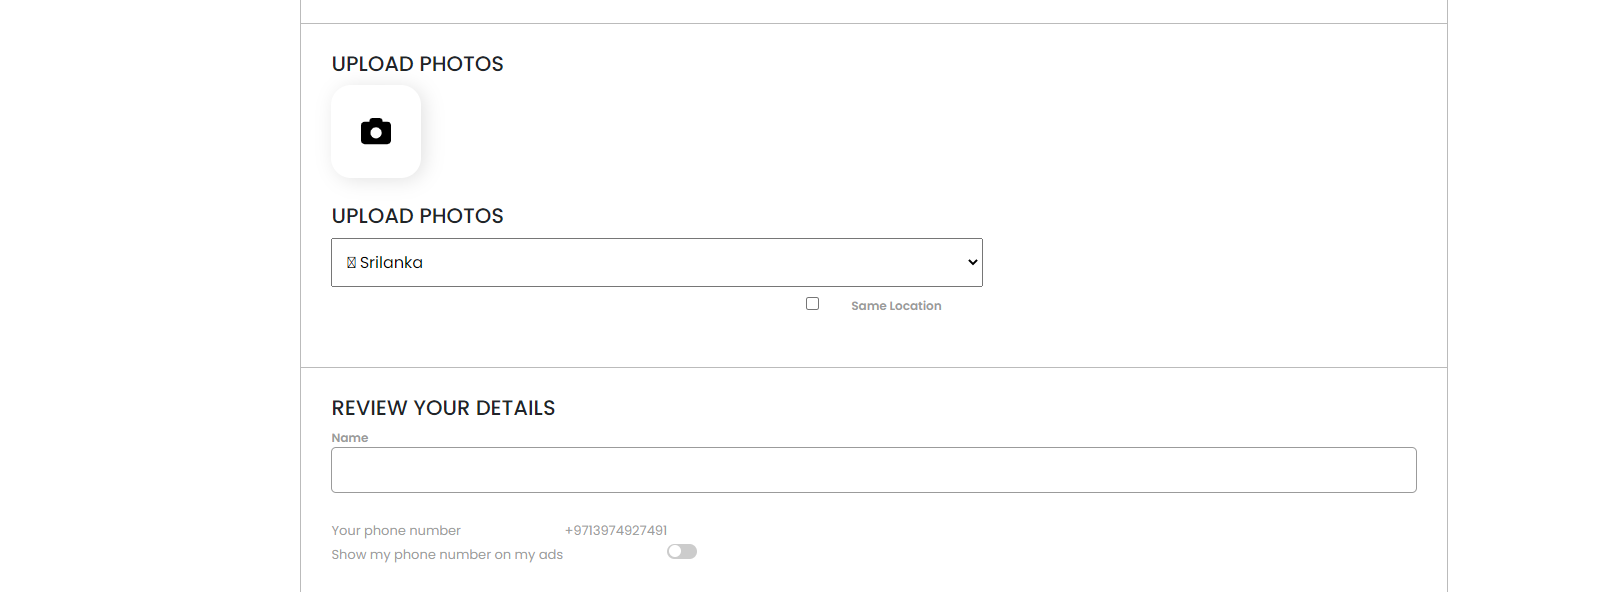 UPLOAD PHOTOS
UPLOAD PHOTOS
Srilanka
Same Location
REVIEW YOUR DETAILS
Name
Your phone number +9713974927491
Show my phone number on my ads